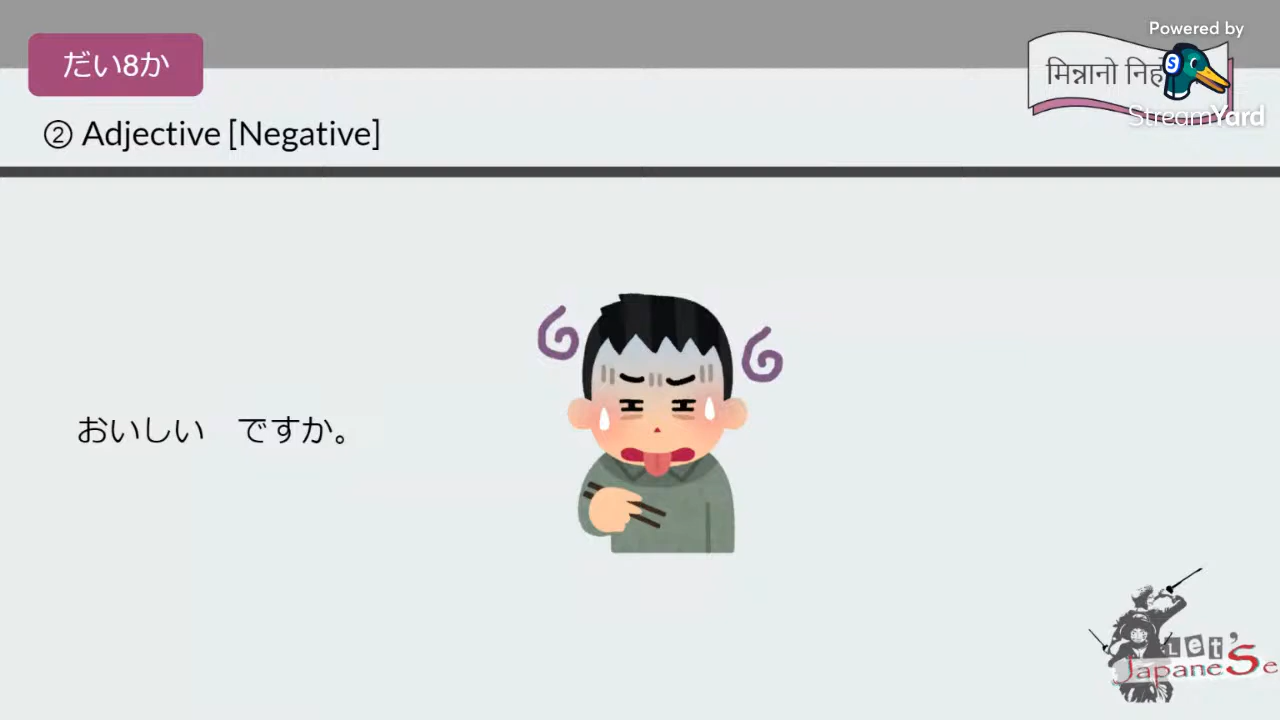 だい8か
Powered by
मिन्नानो
StreamYard
② Adjective [Negative]
おいしい　ですか。
Let's
JapaneSe